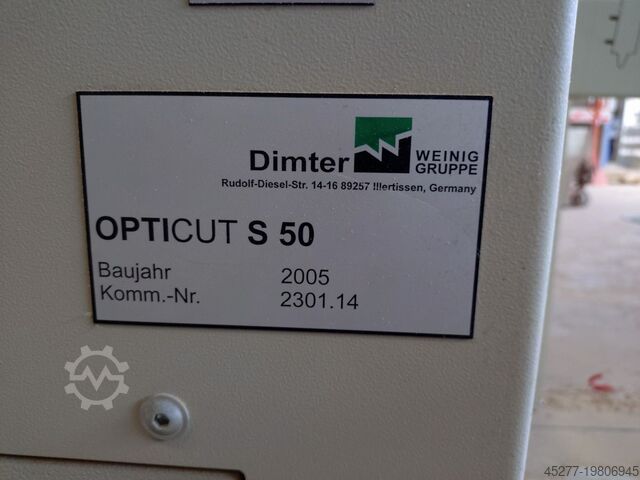 Dimter WEINIG
GRUPPE
Rudolf-Diesel-Str. 14-16 89257 Illertissen, Germany
OPTICUT S 50
Baujahr 2005
Komm.-Nr. 2301.14
45277-19806945